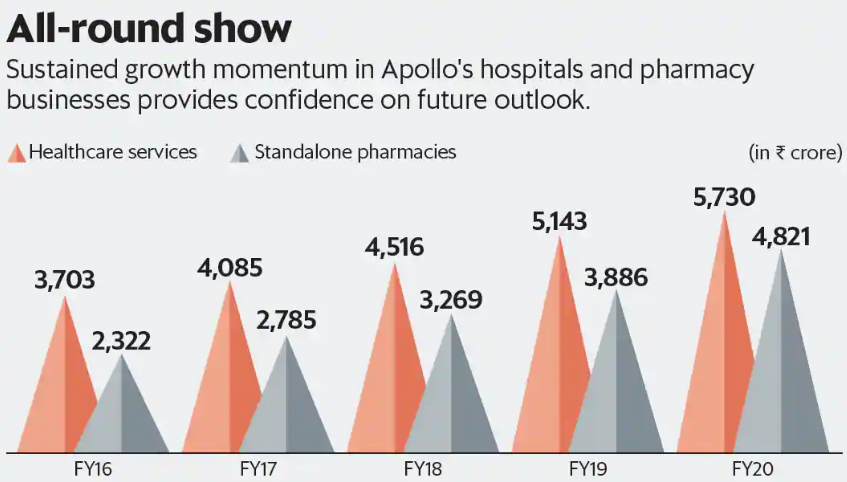 All-round show
Sustained growth momentum in Apollo's hospitals and pharmacy
businesses provides confidence on future outlook.
Healthcare services Standalone pharmacies (in ₹ crore)
3,703
2,322
4,085
2,785
4,516
3,269
5,143
3,886
5,730
4,821
FY16 FY17 FY18 FY19 FY20